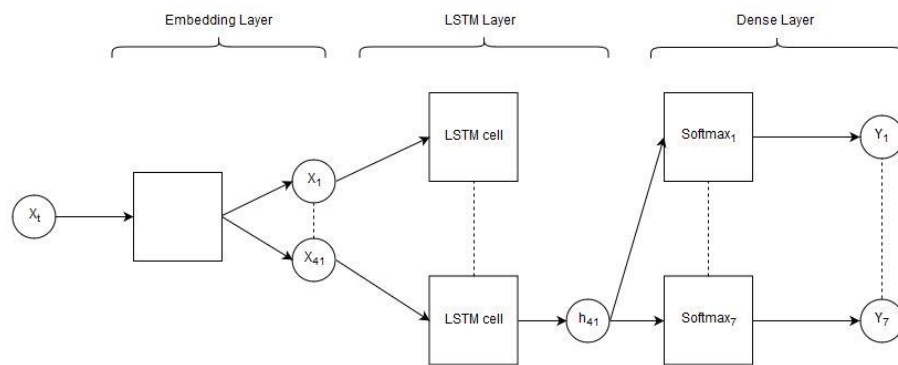 Embedding Layer
LSTM Layer
Dense Layer
LSTM cell
Softmax₁
Y₁
X₁
Xₜ
X₄₁
LSTM cell
h₄₁
Softmax₇
Y₇